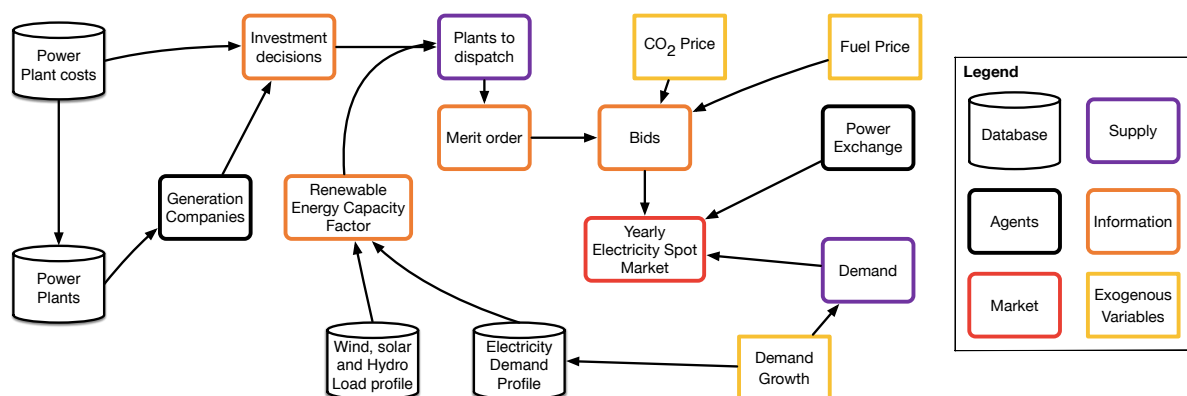 Power
Plant costs
Investment
decisions
Plants to
dispatch
CO2 Price
Fuel Price
Merit order
Bids
Power
Exchange
Generation
Companies
Renewable
Energy Capacity
Factor
Yearly
Electricity Spot
Market
Demand
Power
Plants
Wind, solar
and Hydro
Load profile
Electricity
Demand
Profile
Demand
Growth
Legend
Database
Supply
Agents
Information
Market
Exogenous
Variables